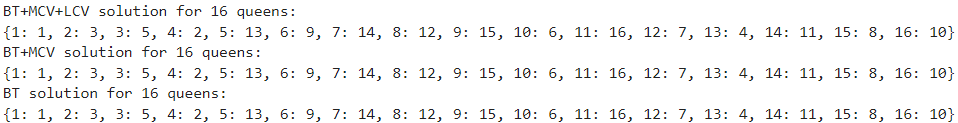 BT+MCV+LCV solution for 16 queens:
{1: 1, 2: 3, 3: 5, 4: 2, 5: 13, 6: 9, 7: 14, 8: 12, 9: 15, 10: 6, 11: 16, 12: 7, 13: 4, 14: 11, 15: 8, 16: 10}
BT+MCV solution for 16 queens:
{1: 1, 2: 3, 3: 5, 4: 2, 5: 13, 6: 9, 7: 14, 8: 12, 9: 15, 10: 6, 11: 16, 12: 7, 13: 4, 14: 11, 15: 8, 16: 10}
BT solution for 16 queens:
{1: 1, 2: 3, 3: 5, 4: 2, 5: 13, 6: 9, 7: 14, 8: 12, 9: 15, 10: 6, 11: 16, 12: 7, 13: 4, 14: 11, 15: 8, 16: 10}